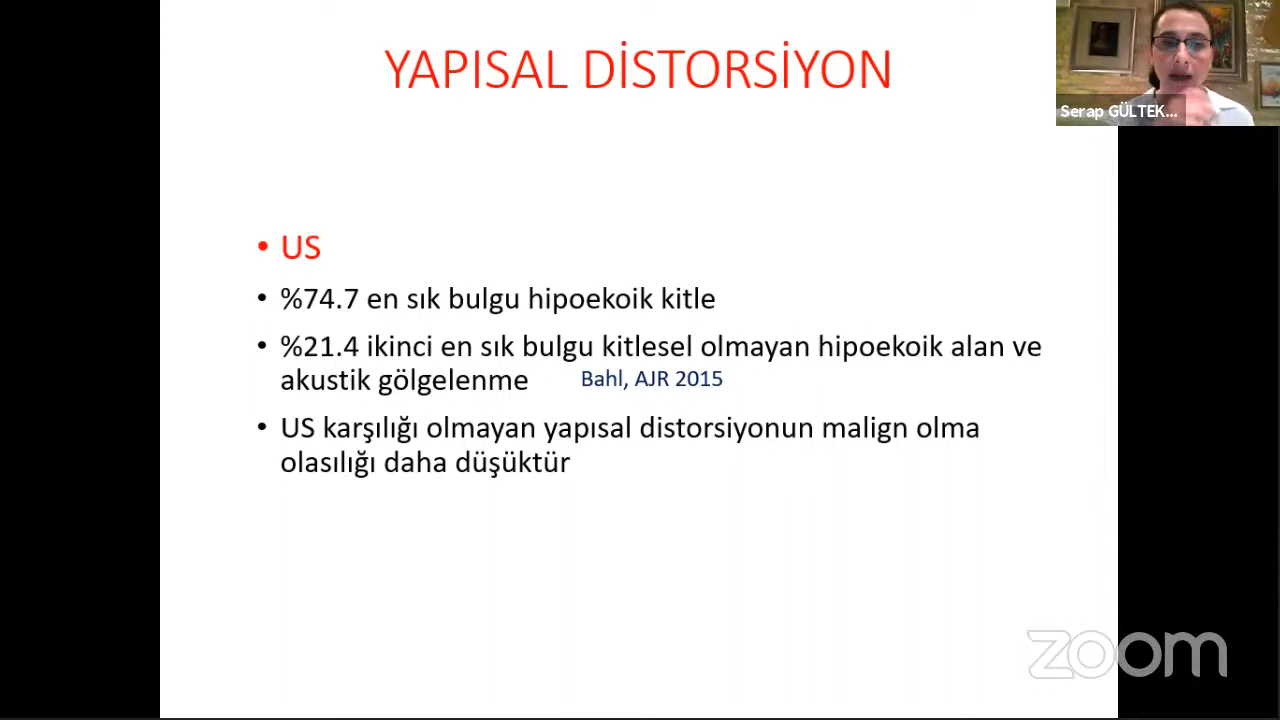 YAPISAL DİSTORSİYON
Serap GÜLTEK...
• US
• %74.7 en sık bulgu hipoekoik kitle
• %21.4 ikinci en sık bulgu kitlesel olmayan hipoekoik alan ve
akustik gölgelenme Bahl, AJR 2015
• US karşılığı olmayan yapısal distorsiyonun malign olma
olasılığı daha düşüktür
zoom